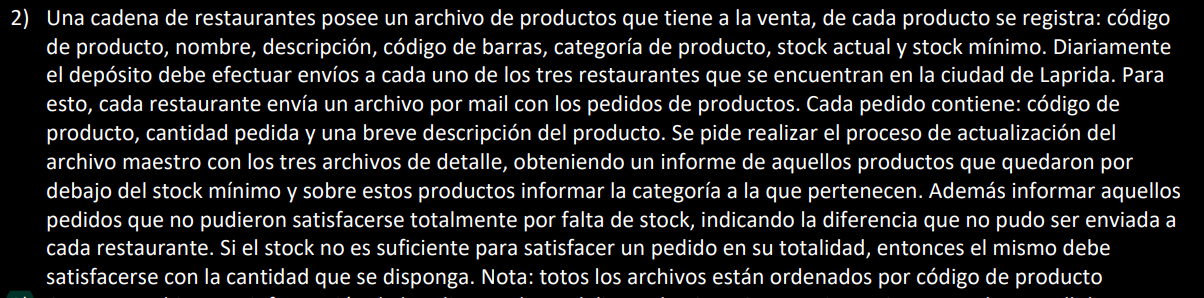 2) Una cadena de restaurantes posee un archivo de productos que tiene a la venta, de cada producto se registra: código
de producto, nombre, descripción, código de barras, categoría de producto, stock actual y stock mínimo. Diariamente
el depósito debe efectuar envíos a cada uno de los tres restaurantes que se encuentran en la ciudad de Laprida. Para
esto, cada restaurante envía un archivo por mail con los pedidos de productos. Cada pedido contiene: código de
producto, cantidad pedida y una breve descripción del producto. Se pide realizar el proceso de actualización del
archivo maestro con los tres archivos de detalle, obteniendo un informe de aquellos productos que quedaron por
debajo del stock mínimo y sobre estos productos informar la categoría a la que pertenecen. Además informar aquellos
pedidos que no pudieron satisfacerse totalmente por falta de stock, indicando la diferencia que no pudo ser enviada a
cada restaurante. Si el stock no es suficiente para satisfacer un pedido en su totalidad, entonces el mismo debe
satisfacerse con la cantidad que se disponga. Nota: totos los archivos están ordenados por código de producto